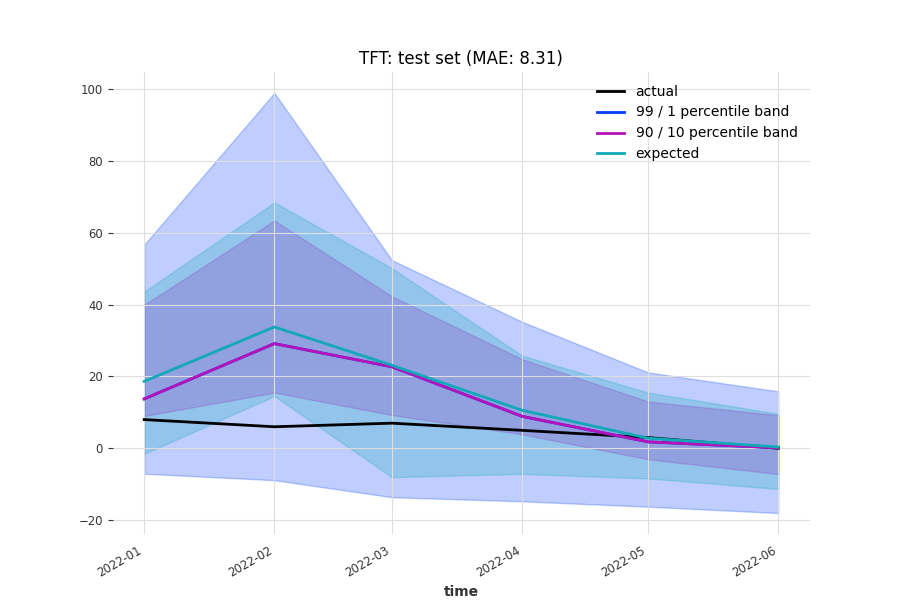 TFT: test set (MAE: 8.31)
actual
99 / 1 percentile band
90 / 10 percentile band
expected
100
80
60
40
20
0
−20
2022-01
2022-02
2022-03
2022-04
2022-05
2022-06
time